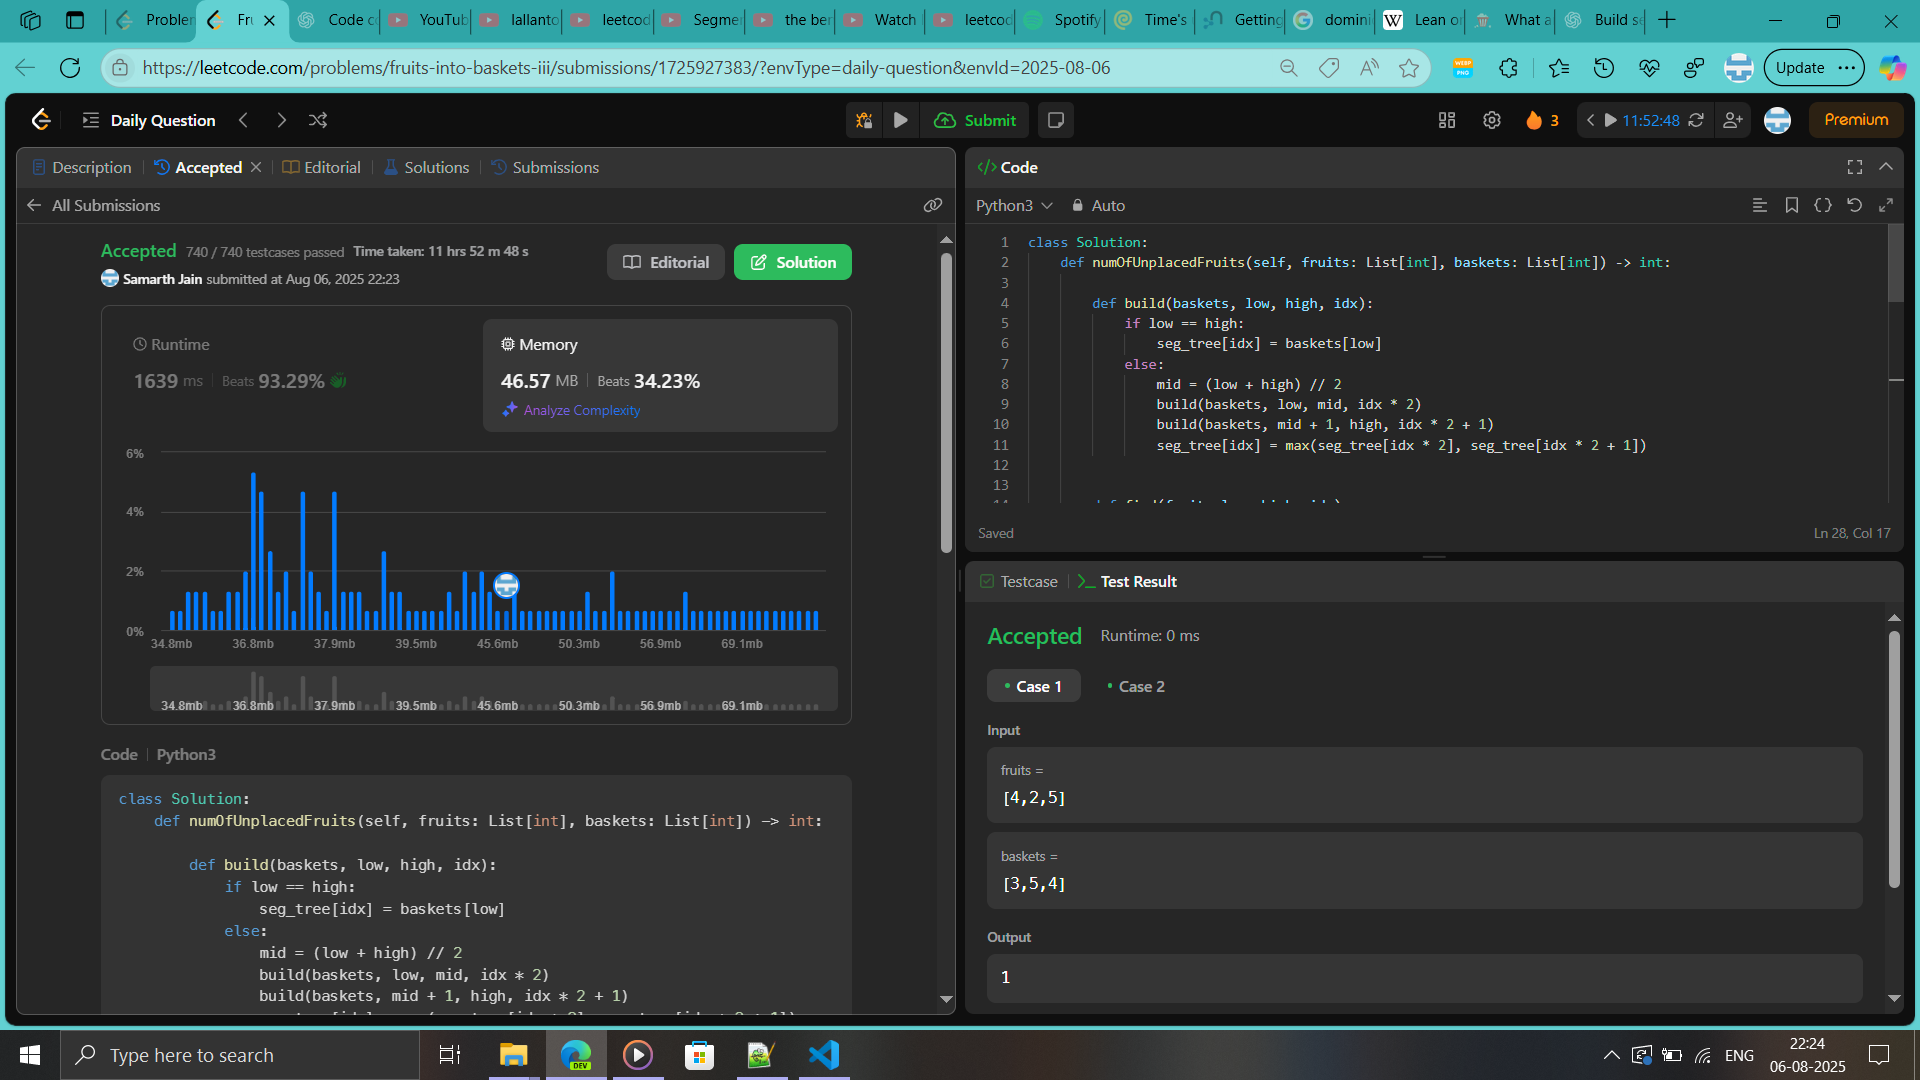 Problem
Fru
Code co
YouTub
lallanto
leetcod
Segmen
the ber
Watch
leetcod
Spotify
Time's
Getting
domini
W
Lean or
What a
Build se
https://leetcode.com/problems/fruits-into-baskets-iii/submissions/1725927383/?envType=daily-question&envId=2025-08-06
WEBP
PNG
Update
Daily Question
Submit
3
11:52:48
Premium
Description
Accepted
Editorial
Solutions
Submissions
All Submissions
Accepted 740 / 740 testcases passed Time taken: 11 hrs 52 m 48 s
Samarth Jain submitted at Aug 06, 2025 22:23
Editorial
Solution
Runtime
1639 ms Beats 93.29%
Memory
46.57 MB Beats 34.23%
Analyze Complexity
6%
4%
2%
0%
34.8mb 36.8mb 37.9mb 39.5mb 45.6mb 50.3mb 56.9mb 69.1mb
34.8mb 36.8mb 37.9mb 39.5mb 45.6mb 50.3mb 56.9mb 69.1mb
Code Python3
class Solution:
def numOfUnplacedFruits(self, fruits: List[int], baskets: List[int]) -> int:
def build(baskets, low, high, idx):
if low == high:
seg_tree[idx] = baskets[low]
else:
mid = (low + high) // 2
build(baskets, low, mid, idx * 2)
build(baskets, mid + 1, high, idx * 2 + 1)
</> Code
Python3
Auto
1 class Solution:
2 def numOfUnplacedFruits(self, fruits: List[int], baskets: List[int]) -> int:
3
4 def build(baskets, low, high, idx):
5 if low == high:
6 seg_tree[idx] = baskets[low]
7 else:
8 mid = (low + high) // 2
9 build(baskets, low, mid, idx * 2)
10 build(baskets, mid + 1, high, idx * 2 + 1)
11 seg_tree[idx] = max(seg_tree[idx * 2], seg_tree[idx * 2 + 1])
12
13
Saved
Ln 28, Col 17
Testcase
Test Result
Accepted Runtime: 0 ms
Case 1
Case 2
Input
fruits =
[4,2,5]
baskets =
[3,5,4]
Output
1
Type here to search
DEV
ENG
22:24
06-08-2025